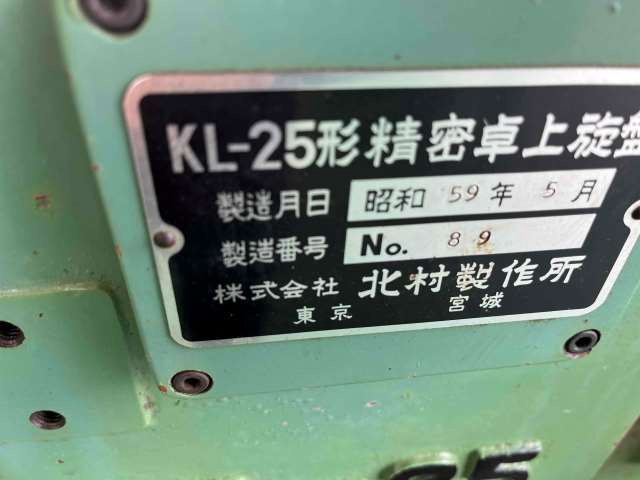 KL-25形精密卓上旋盤
製造月日 昭和 59 年 5 月
製造番号 No. 89
株式会社 北村製作所
東京 宮城